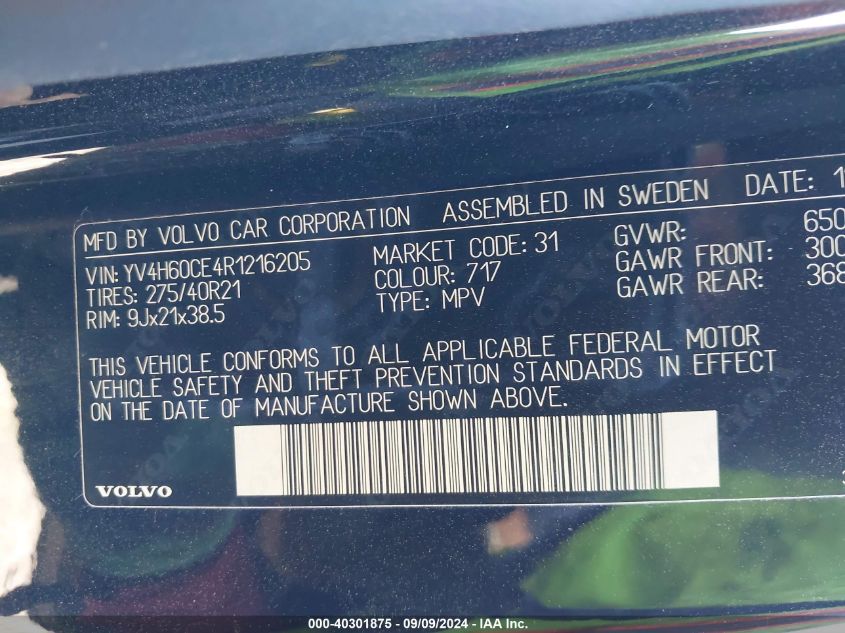 MFD BY VOLVO CAR CORPORATION ASSEMBLED IN SWEDEN DATE: 1
VIN: YV4H60CE4R1216205 MARKET CODE: 31 GVWR: 650
TIRES: 275/40R21 COLOUR: 717 GAWR FRONT: 300
RIM: 9Jx21x38.5 TYPE: MPV GAWR REAR: 368
THIS VEHICLE CONFORMS TO ALL APPLICABLE FEDERAL MOTOR
VEHICLE SAFETY AND THEFT PREVENTION STANDARDS IN EFFECT
ON THE DATE OF MANUFACTURE SHOWN ABOVE.
VOLVO
000-40301875 - 09/09/2024 - IAA Inc.